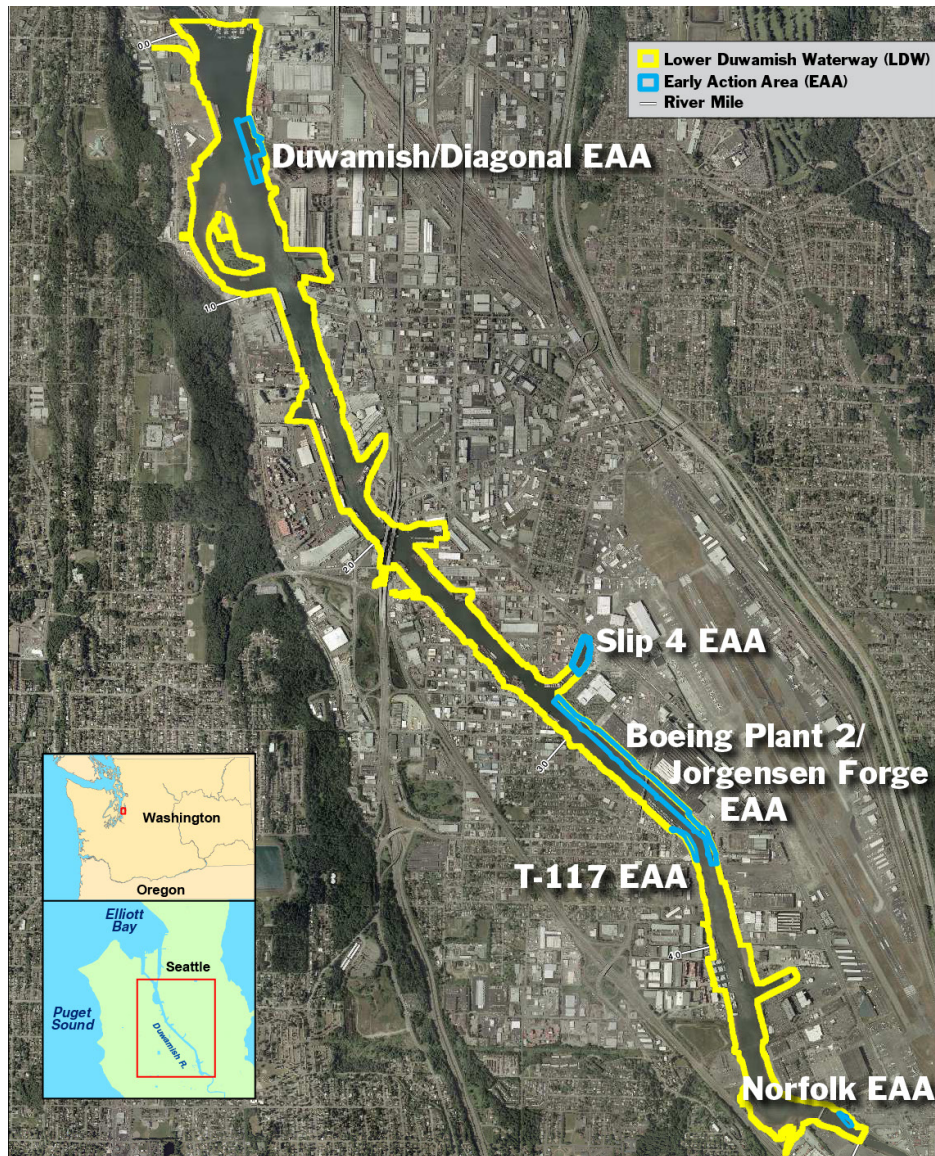 0.0
Lower Duwamish Waterway (LDW)
Early Action Area (EAA)
River Mile
Duwamish/Diagonal EAA
1.0
2.0
Slip 4 EAA
3.0
Boeing Plant 2/
Jorgensen Forge
EAA
T-117 EAA
4.0
Norfolk EAA
Washington
Oregon
Elliott
Bay
Seattle
Puget
Sound
Duwamish R.